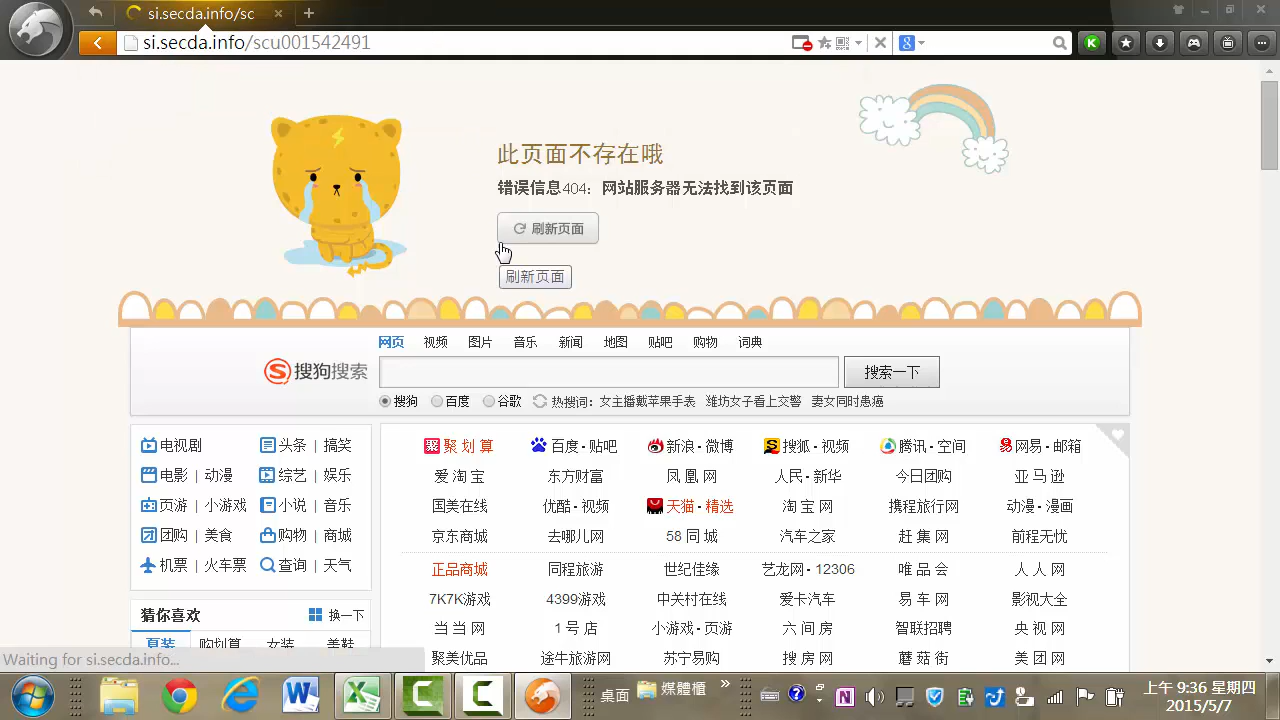 si.secda.info/sc
si.secda.info/scu001542491
此页面不存在哦
错误信息404：网站服务器无法找到该页面
刷新页面
刷新页面
网页 视频 图片 音乐 新闻 地图 贴吧 购物 词典
搜狗搜索 搜索一下
搜狗 百度 谷歌 热搜词: 女主播戴苹果手表 潍坊女子看上交警 妻女同时患癌
电视剧 头条 | 搞笑
电影 | 动漫 综艺 | 娱乐
页游 | 小游戏 小说 | 音乐
团购 | 美食 购物 | 商城
机票 | 火车票 查询 | 天气
猜你喜欢 换一下
夏装 购划算 女装 美鞋
聚划算 百度·贴吧 新浪·微博 搜狐·视频 腾讯·空间 网易·邮箱
爱淘宝 东方财富 凤凰网 人民·新华 今日团购 亚马逊
国美在线 优酷·视频 天猫·精选 淘宝网 携程旅行网 动漫·漫画
京东商城 去哪儿网 58同城 汽车之家 赶集网 前程无忧
正品商城 同程旅游 世纪佳缘 艺龙网·12306 唯品会 人人网
7K7K游戏 4399游戏 中关村在线 爱卡汽车 易车网 影视大全
当当网 1号店 小游戏·页游 六间房 智联招聘 央视网
聚美优品 途牛旅游网 苏宁易购 搜房网 蘑菇街 美团网
Waiting for si.secda.info...
桌面 媒體櫃 »
上午 9:36 星期四
2015/5/7